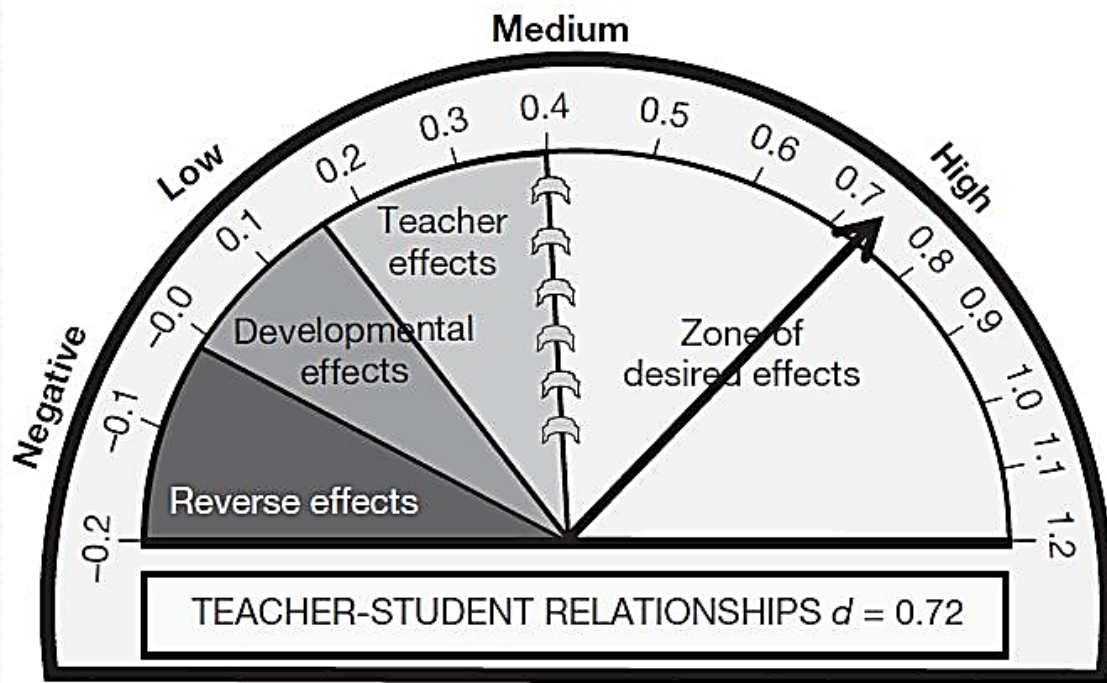 Medium
Low
High
Negative
−0.2
−0.1
−0.0
0.1
0.2
0.3
0.4
0.5
0.6
0.7
0.8
0.9
1.0
1.1
1.2
Teacher
effects
Developmental
effects
Reverse effects
Zone of
desired effects
TEACHER-STUDENT RELATIONSHIPS d = 0.72